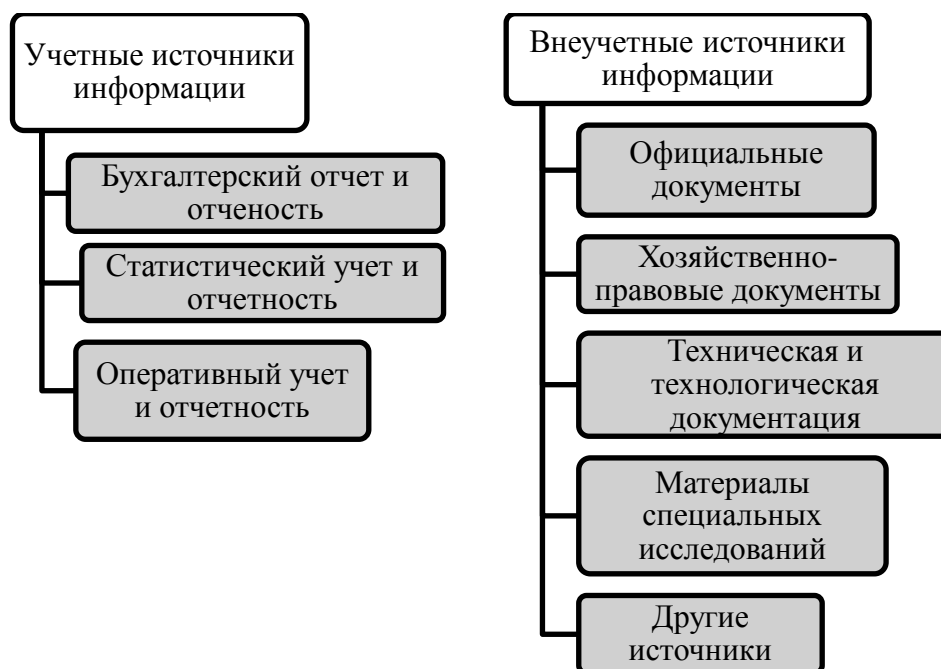 Учетные источники
информации
Бухгалтерский отчет и
отченость
Статистический учет и
отчетность
Оперативный учет
и отчетность
Внеучетные источники
информации
Официальные
документы
Хозяйственно-
правовые документы
Техническая и
технологическая
документация
Материалы
специальных
исследований
Другие
источники